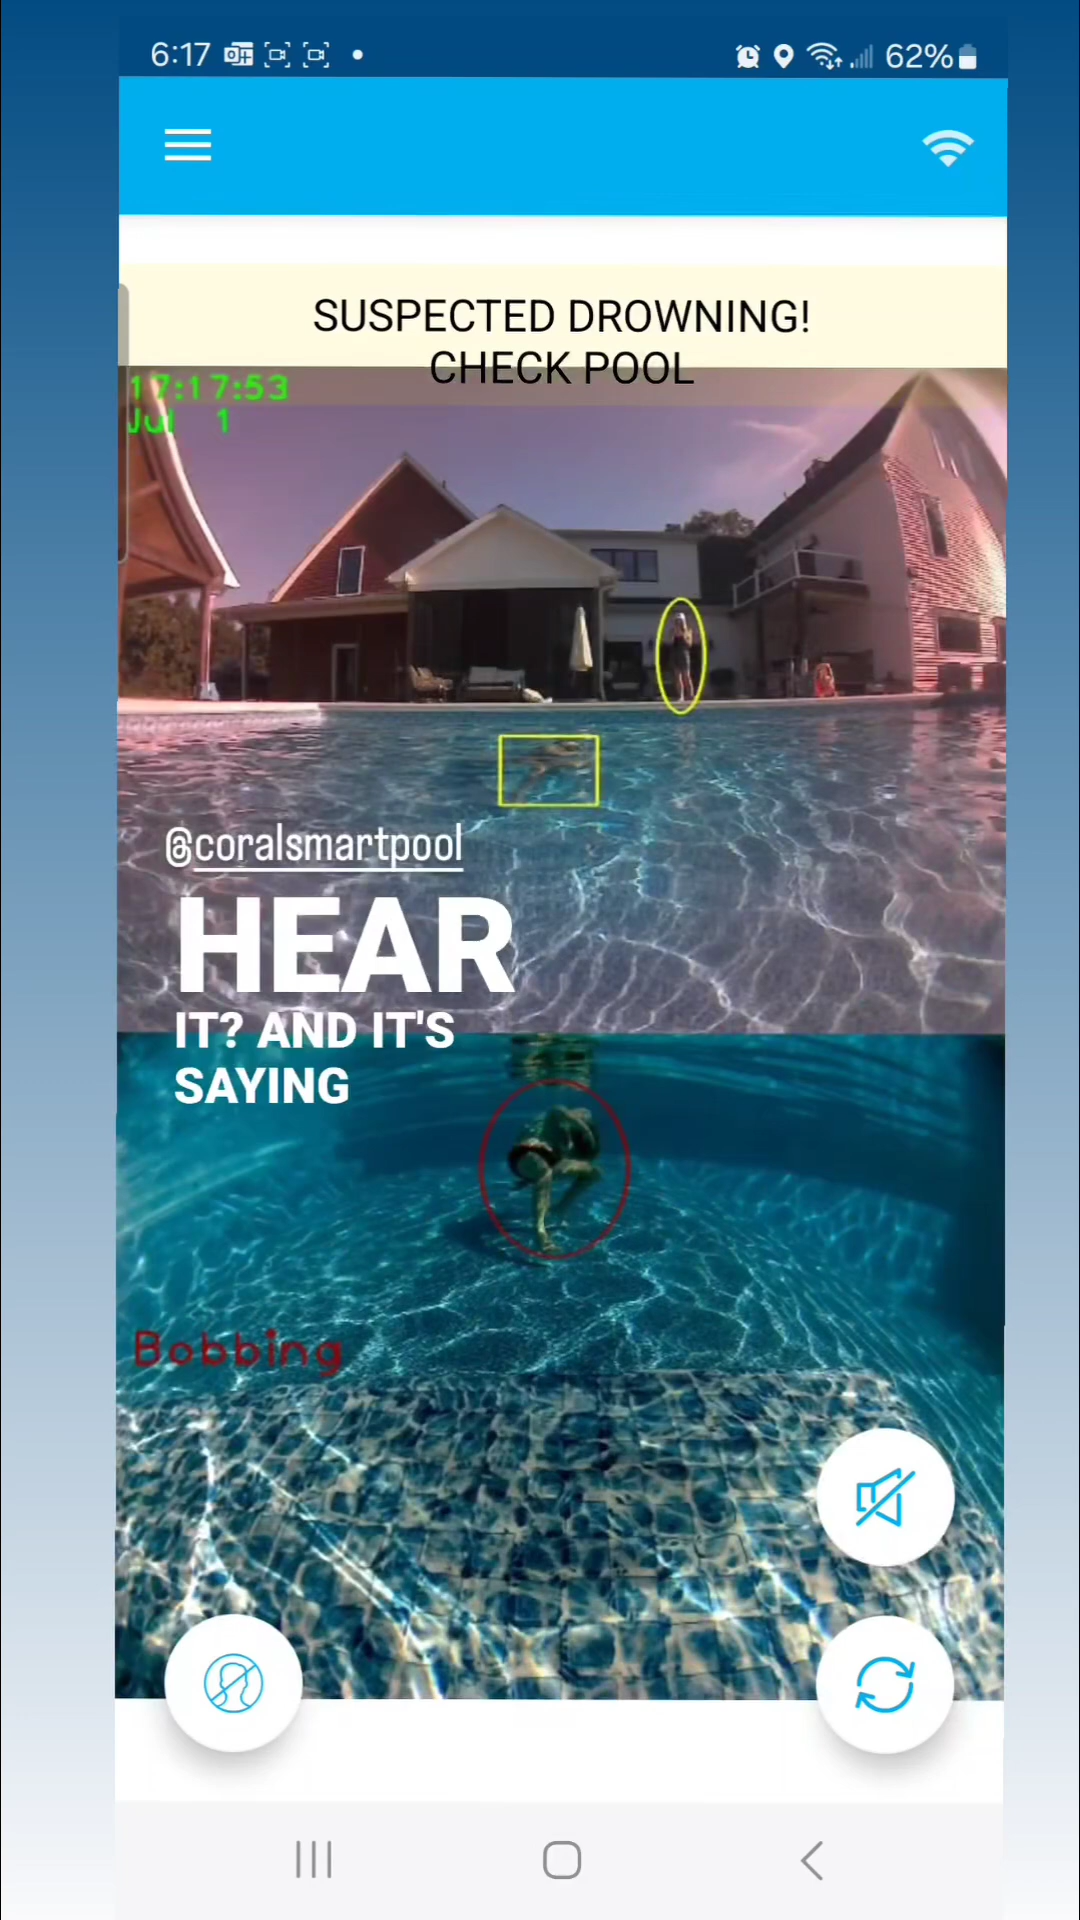 6:17
62%
SUSPECTED DROWNING!
CHECK POOL
17:17:53
Jul 1
@coralsmartpool
HEAR
IT? AND IT'S
SAYING
Bobbing